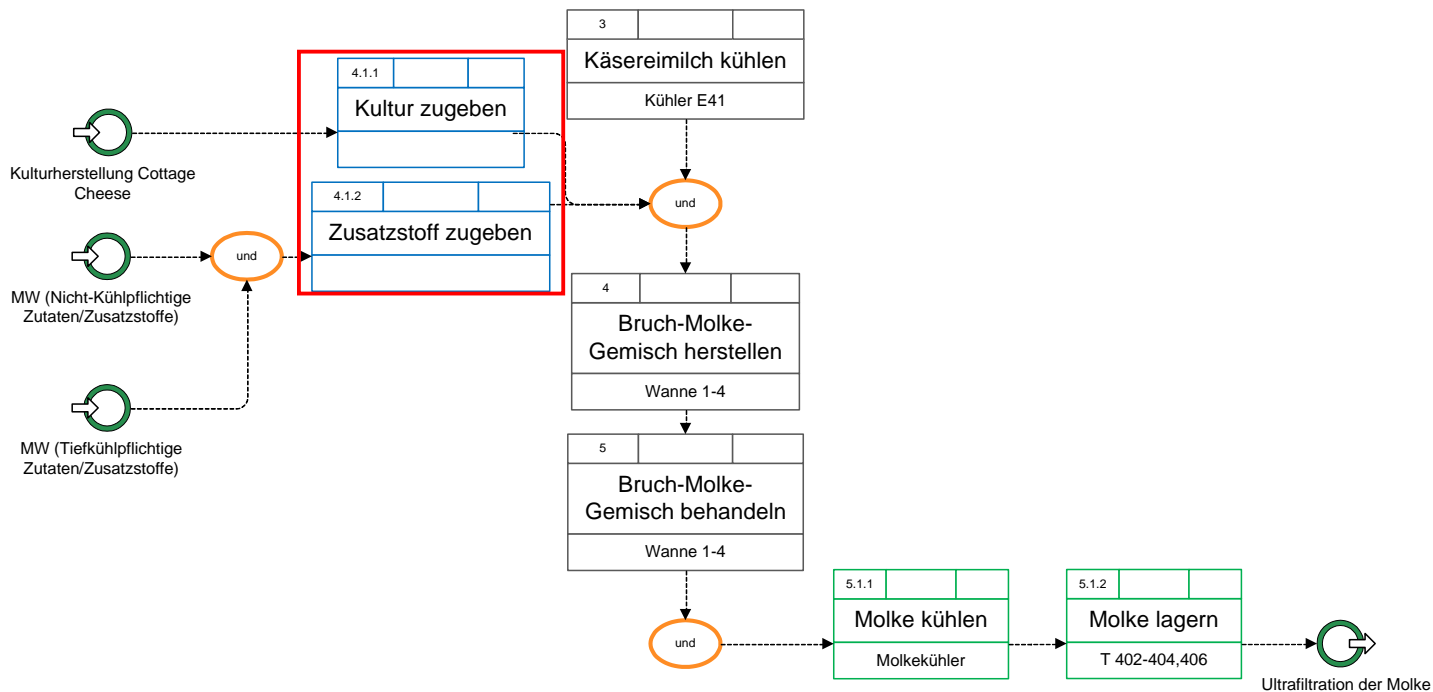 3
Käsereimilch kühlen
Kühler E41
4.1.1
Kultur zugeben
Kulturherstellung Cottage
Cheese
4.1.2
Zusatzstoff zugeben
und
und
MW (Nicht-Kühlpflichtige
Zutaten/Zusatzstoffe)
MW (Tiefkühlpflichtige
Zutaten/Zusatzstoffe)
4
Bruch-Molke-
Gemisch herstellen
Wanne 1-4
5
Bruch-Molke-
Gemisch behandeln
Wanne 1-4
und
5.1.1
Molke kühlen
Molkekühler
5.1.2
Molke lagern
T 402-404,406
Ultrafiltration der Molke